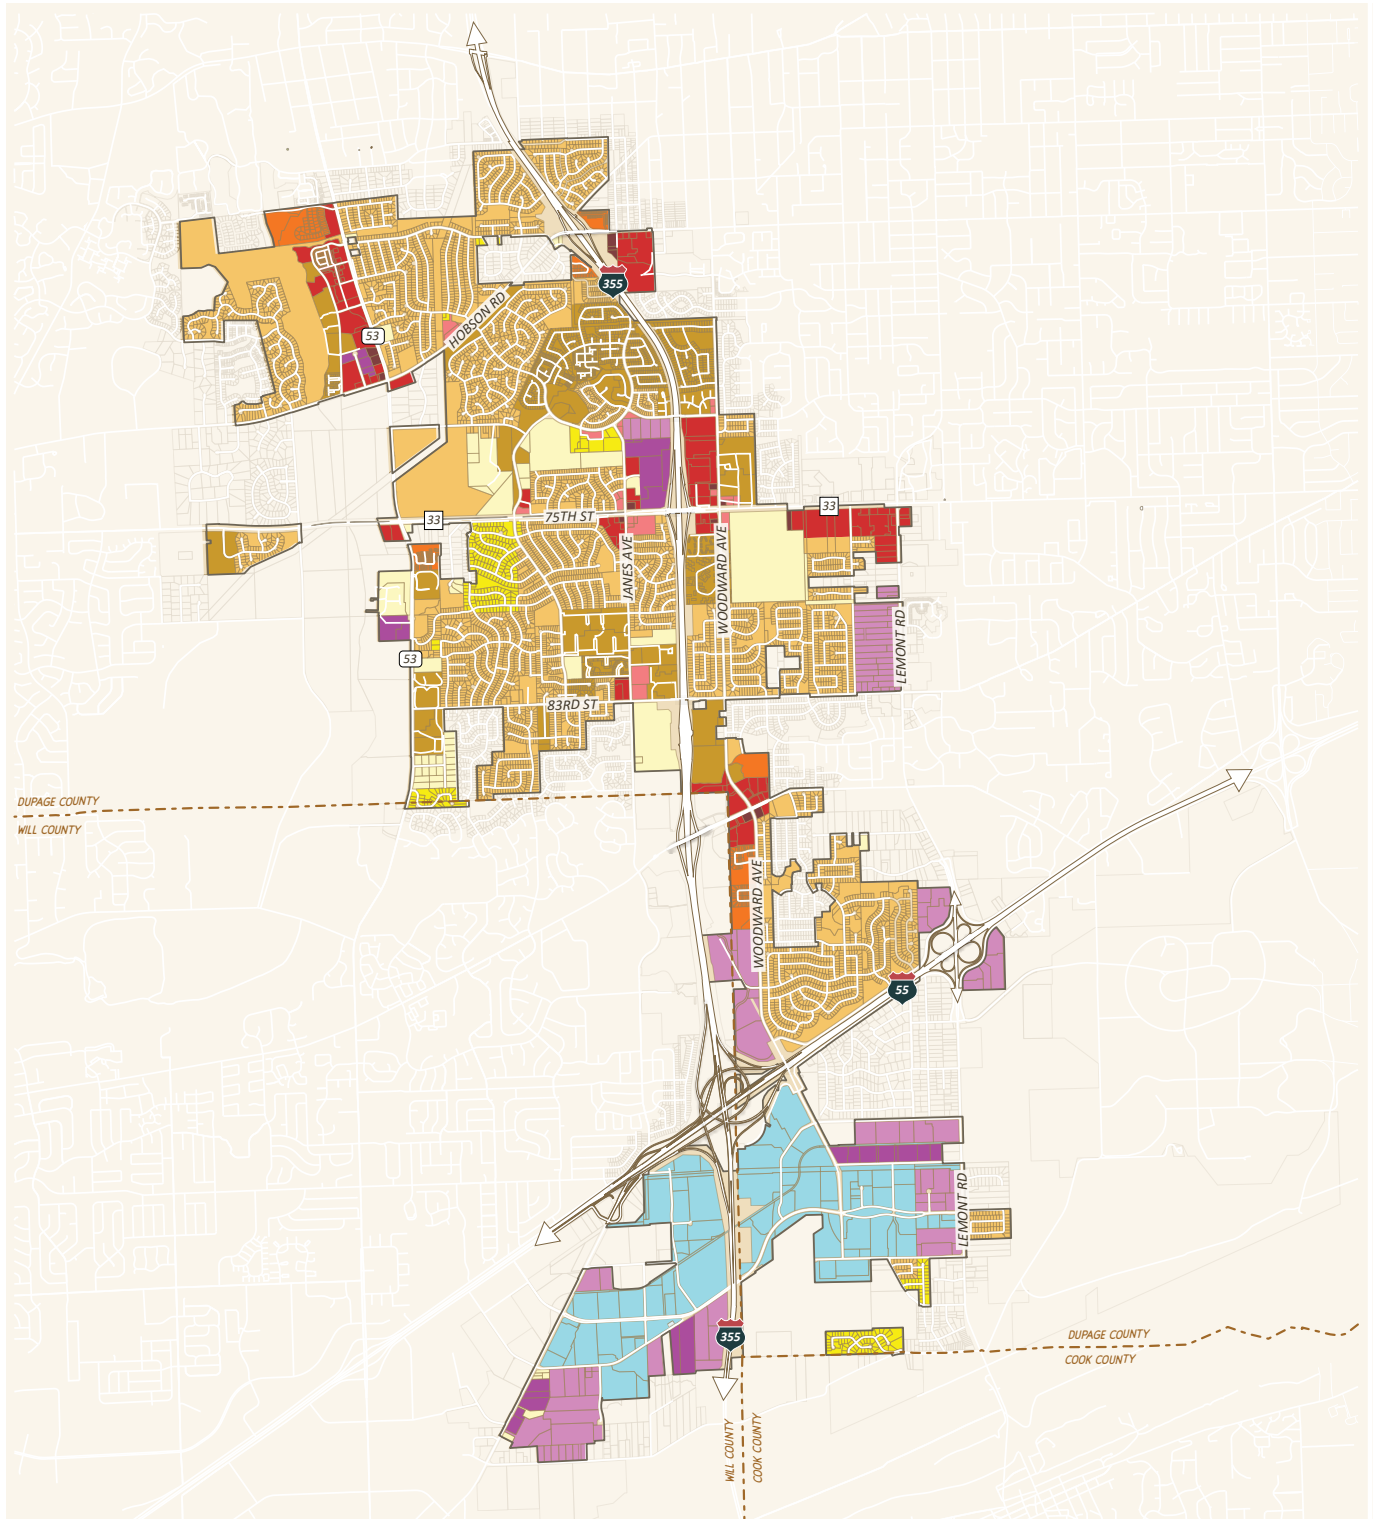 355
HOBSON RD
53
33
75TH ST
33
JANES AVE
WOODWARD AVE
LEMONT RD
53
83RD ST
DUPAGE COUNTY
WILL COUNTY
WOODWARD AVE
55
LEMONT RD
355
DUPAGE COUNTY
COOK COUNTY
WILL COUNTY
COOK COUNTY